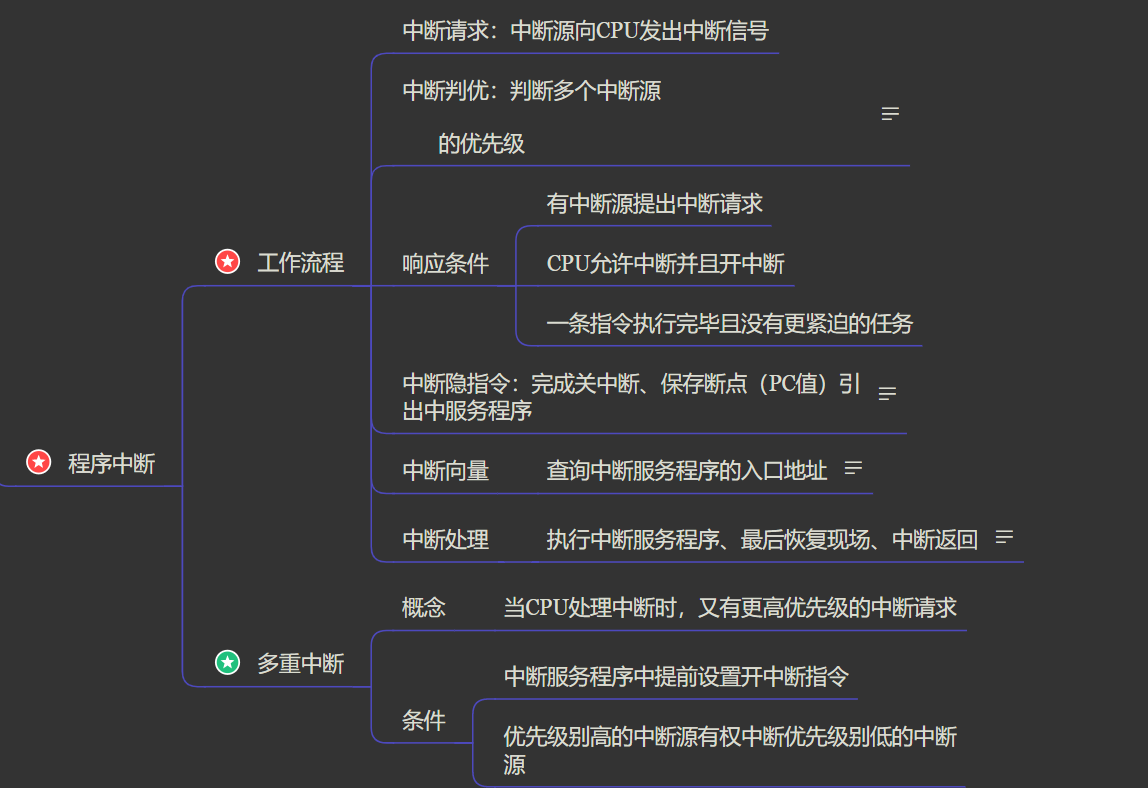 中断请求：中断源向CPU发出中断信号
中断判优：判断多个中断源
的优先级
有中断源提出中断请求
工作流程
响应条件
CPU允许中断并且开中断
一条指令执行完毕且没有更紧迫的任务
中断隐指令：完成关中断、保存断点（PC值）引
出中服务程序
程序中断
中断向量
查询中断服务程序的入口地址
中断处理
执行中断服务程序、最后恢复现场、中断返回
概念
当CPU处理中断时，又有更高优先级的中断请求
多重中断
中断服务程序中提前设置开中断指令
条件
优先级别高的中断源有权中断优先级别低的中断
源